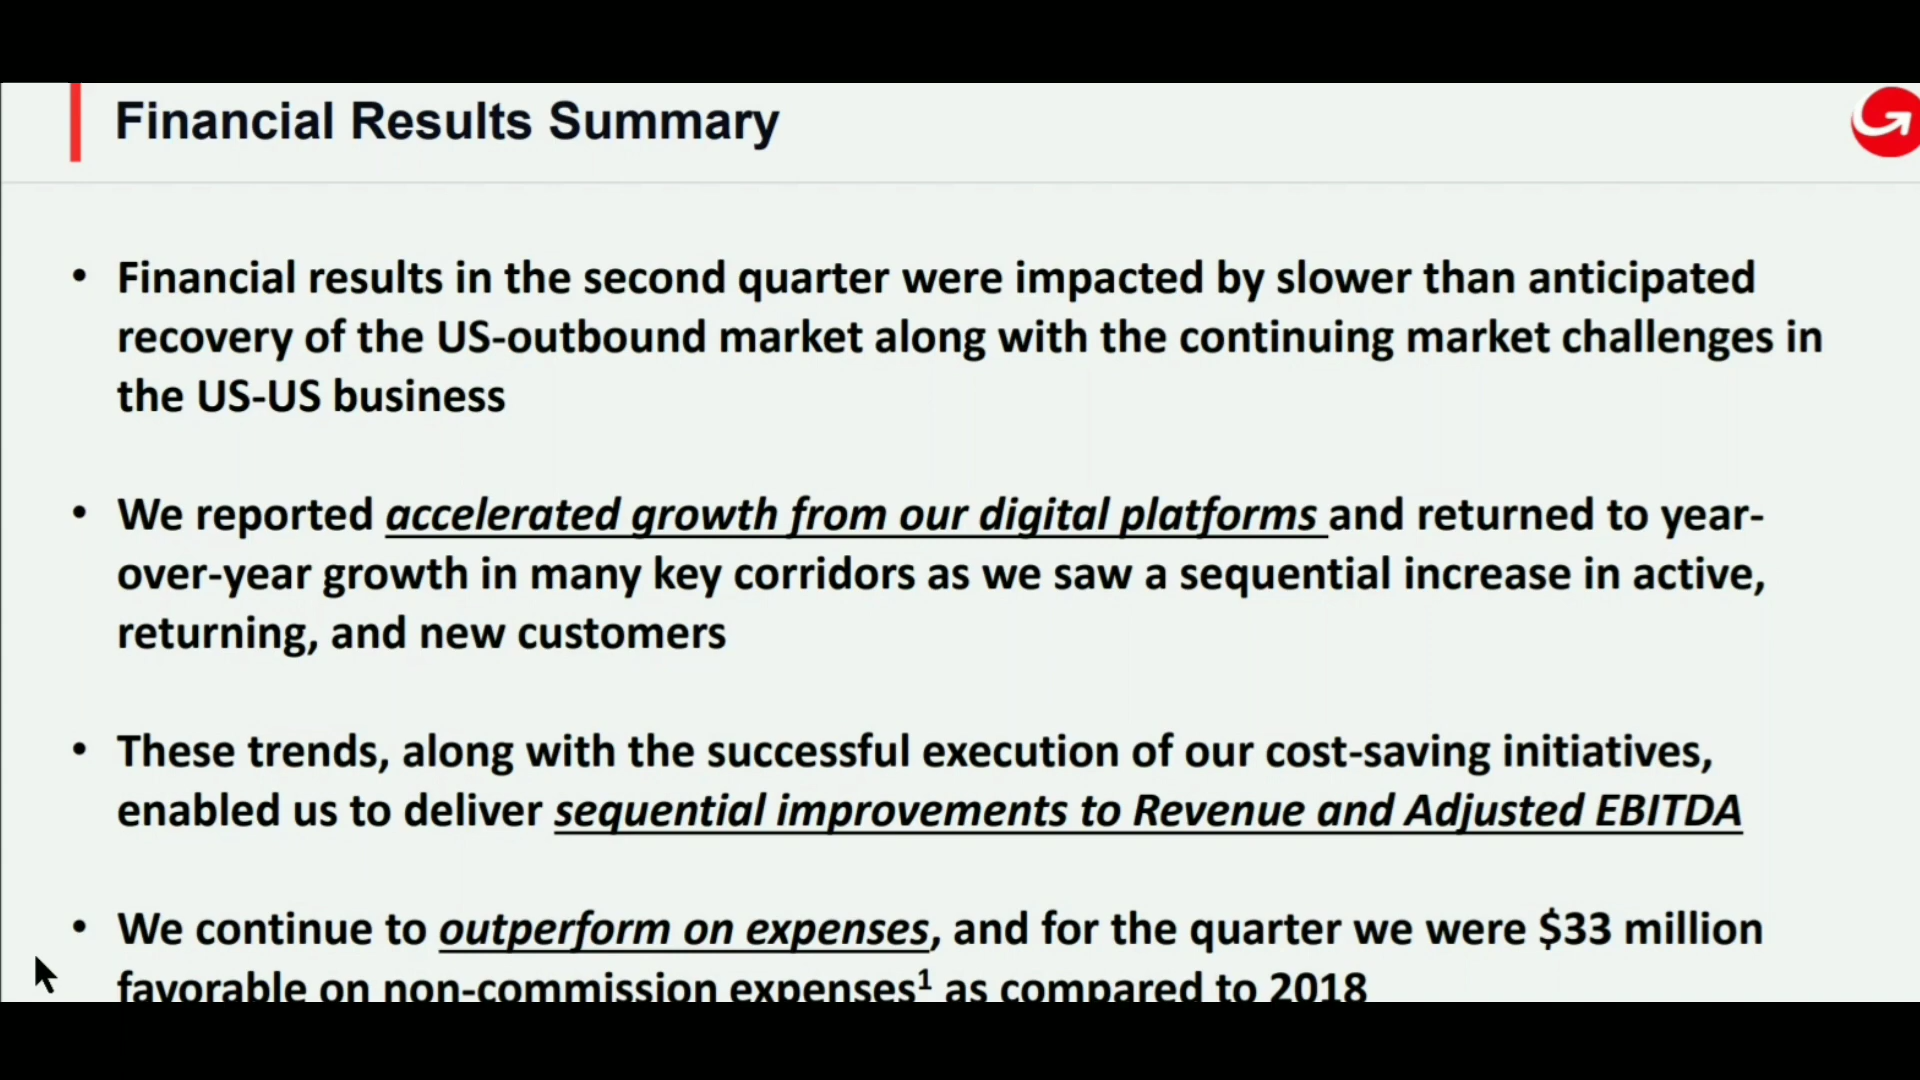 Financial Results Summary
• Financial results in the second quarter were impacted by slower than anticipated
recovery of the US-outbound market along with the continuing market challenges in
the US-US business
• We reported accelerated growth from our digital platforms and returned to year-
over-year growth in many key corridors as we saw a sequential increase in active,
returning, and new customers
• These trends, along with the successful execution of our cost-saving initiatives,
enabled us to deliver sequential improvements to Revenue and Adjusted EBITDA
• We continue to outperform on expenses, and for the quarter we were $33 million
favorable on non-commission expenses¹ as compared to 2018